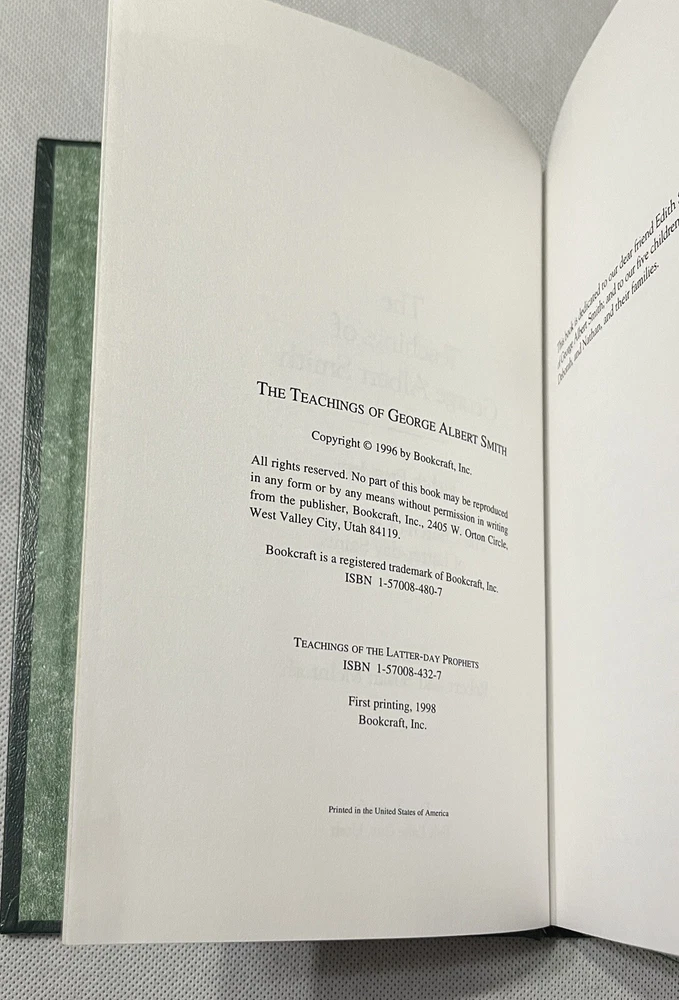 THE TEACHINGS OF GEORGE ALBERT SMITH
Copyright © 1996 by Bookcraft, Inc.
All rights reserved. No part of this book may be reproduced
in any form or by any means without permission in writing
from the publisher, Bookcraft, Inc., 2405 W. Orton Circle,
West Valley City, Utah 84119.
Bookcraft is a registered trademark of Bookcraft, Inc.
ISBN 1-57008-480-7
TEACHINGS OF THE LATTER-DAY PROPHETS
ISBN 1-57008-432-7
First printing, 1998
Bookcraft, Inc.
Printed in the United States of America
This book is dedicated to our dear friend Edith
of George Albert Smith, and to our five children
Deborah, and Nathan, and their families.